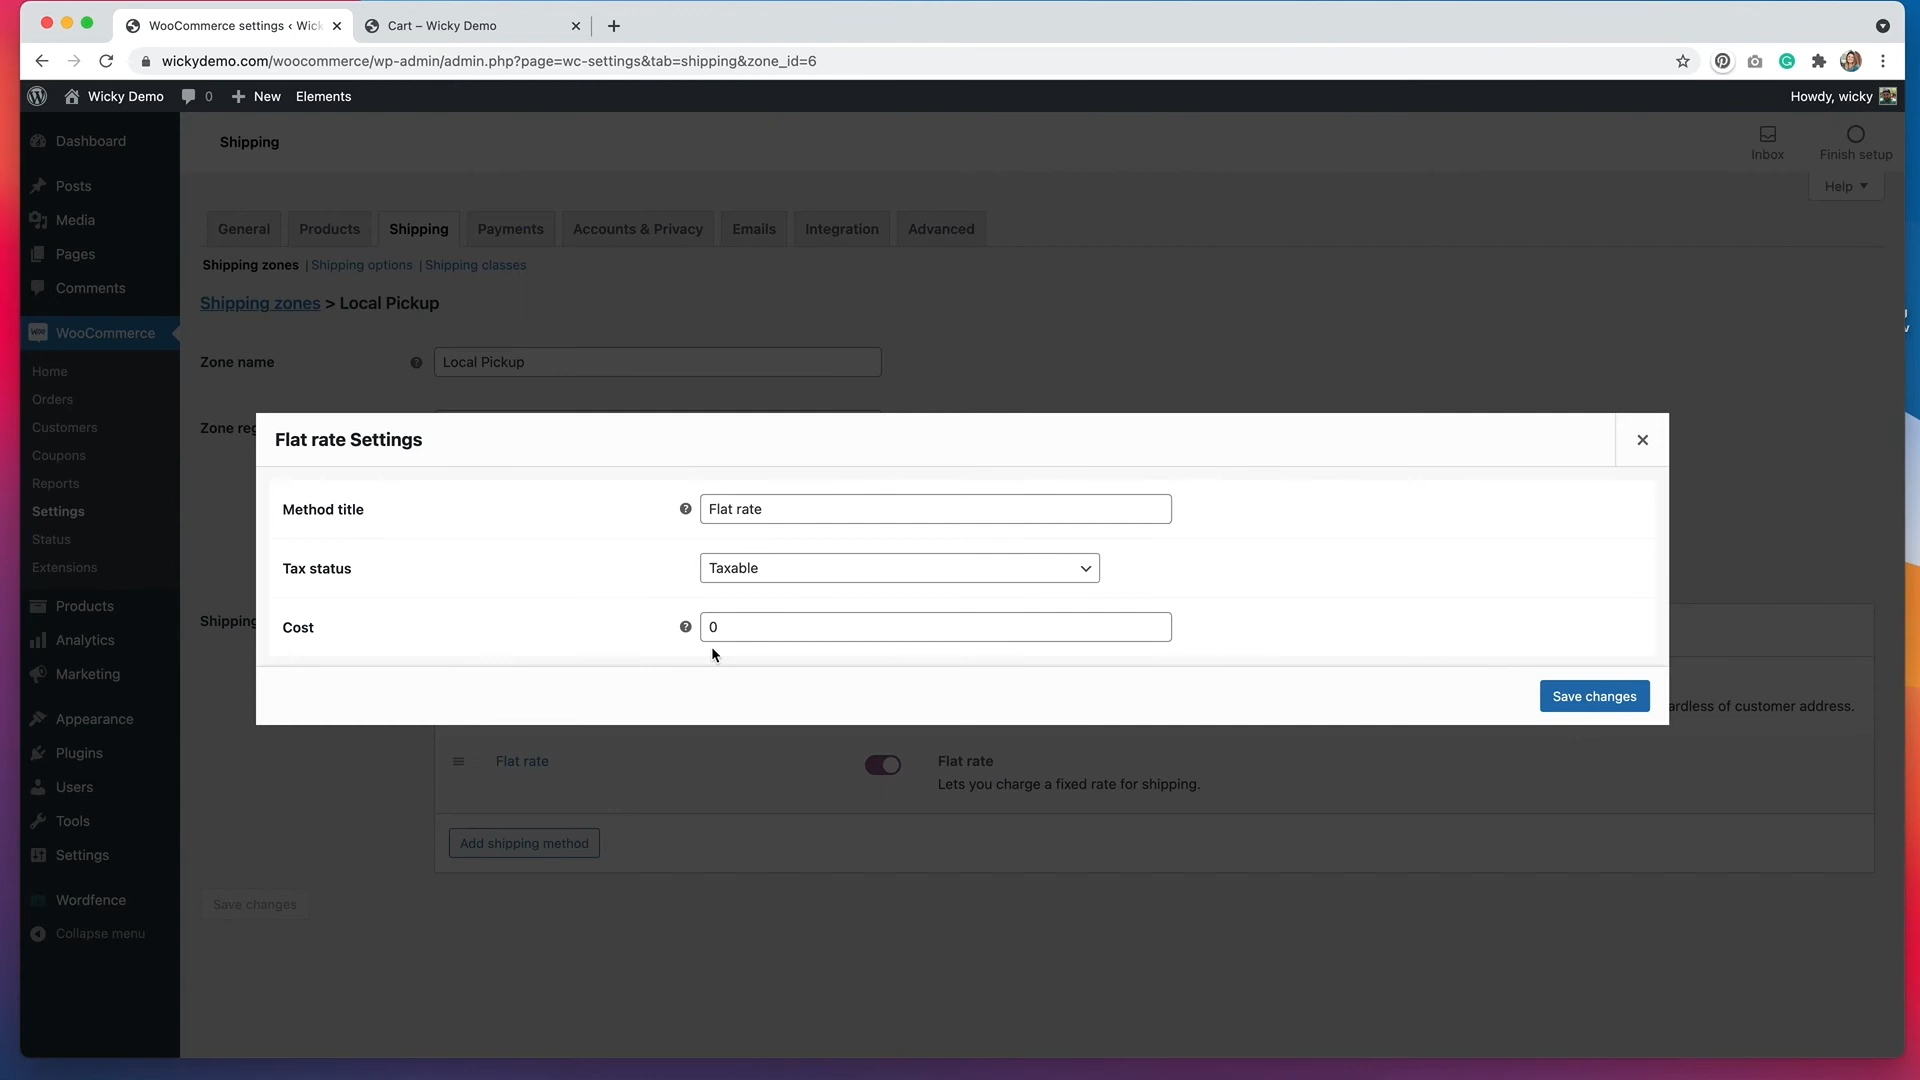 WooCommerce settings ‹ Wick
Cart – Wicky Demo
wickydemo.com/woocommerce/wp-admin/admin.php?page=wc-settings&tab=shipping&zone_id=6
Wicky Demo
0
New
Elements
Howdy, wicky
Dashboard
Posts
Media
Pages
Comments
WooCommerce
Home
Orders
Customers
Coupons
Reports
Settings
Status
Extensions
Products
Analytics
Marketing
Appearance
Plugins
Users
Tools
Settings
Wordfence
Collapse menu
Shipping
Inbox
Finish setup
Help
General
Products
Shipping
Payments
Accounts & Privacy
Emails
Integration
Advanced
Shipping zones | Shipping options | Shipping classes
Shipping zones > Local Pickup
Zone name
Local Pickup
Zone reg
Flat rate Settings
Method title
Flat rate
Tax status
Taxable
Cost
0
Save changes
Shipping
ardless of customer address.
Flat rate
Flat rate
Lets you charge a fixed rate for shipping.
Add shipping method
Save changes